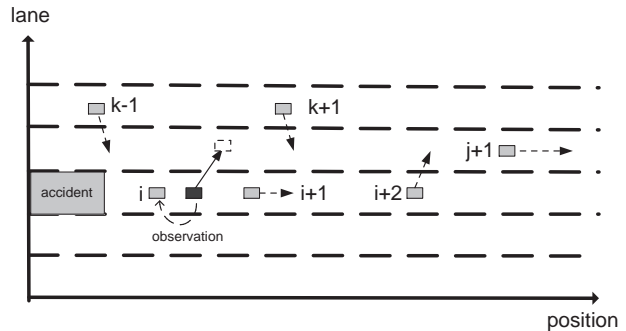 lane
k-1
k+1
j+1
accident
i
i+1
i+2
observation
position